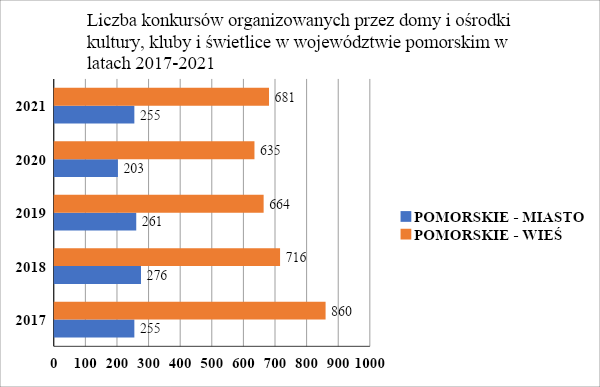 Liczba konkursów organizowanych przez domy i ośrodki
kultury, kluby i świetlice w województwie pomorskim w
latach 2017-2021
2021
681
255
2020
635
203
2019
664
261
2018
716
276
2017
860
255
0 100 200 300 400 500 600 700 800 900 1000
POMORSKIE - MIASTO
POMORSKIE - WIEŚ